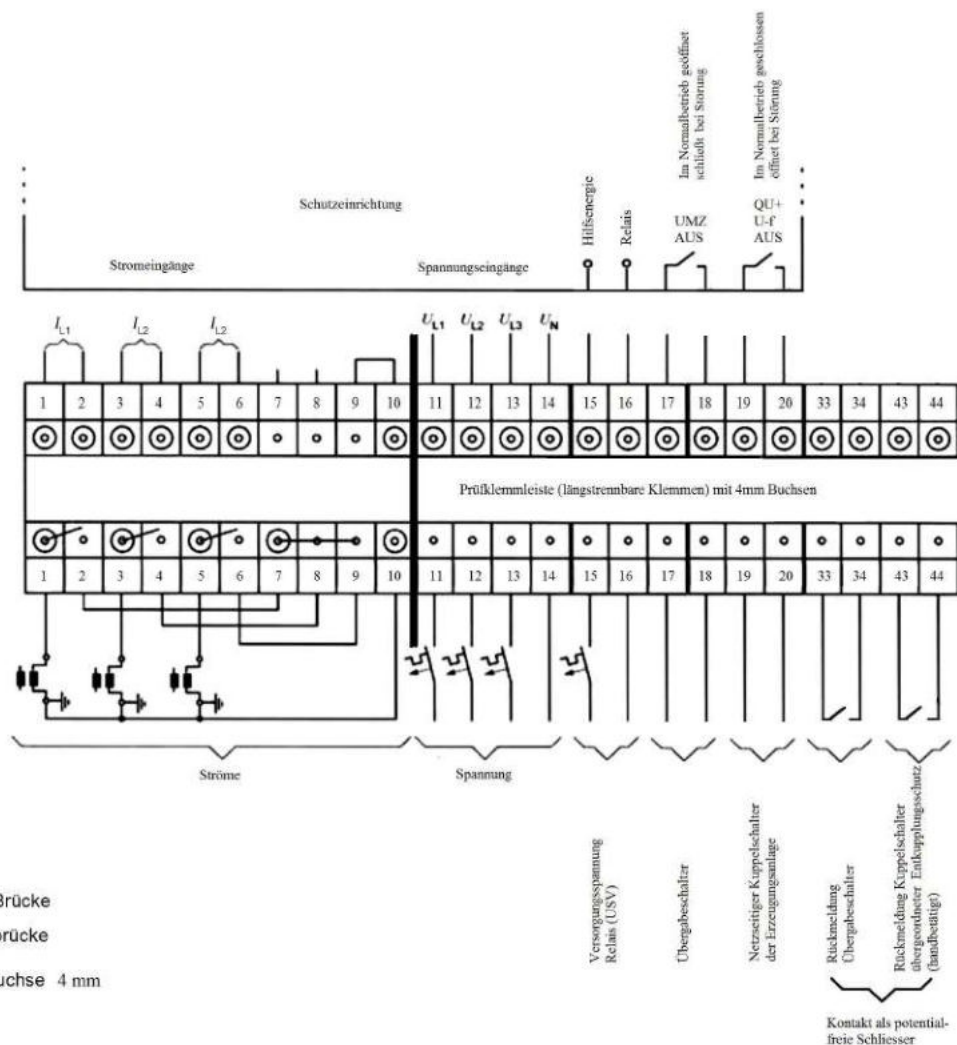 Im Normalbetrieb geöffnet
schließt bei Störung
Im Normalbetrieb geschlossen
öffnet bei Störung
Schutzeinrichtung
Hilfsenergie
Relais
UMZ
AUS
QU+
U-f
AUS
Stromeingänge
Spannungseingänge
I L1
I L2
I L2
U L1
U L2
U L3
U N
1 2 3 4 5 6 7 8 9 10 11 12 13 14 15 16 17 18 19 20 33 34 43 44
Prüfklemmleiste (längstrennbare Klemmen) mit 4mm Buchsen
1 2 3 4 5 6 7 8 9 10 11 12 13 14 15 16 17 18 19 20 33 34 43 44
Ströme
Spannung
Versorgungsspannung
Relais (USV)
Übergabeschalter
Netzseitiger Kuppelschalter
der Erzeugungsanlage
Rückmeldung
Übergabeschalter
Rückmeldung Kuppelschalter
übergeordneter Entkupplungsschutz
(handbetätigt)
Kontakt als potential-
freie Schliesser
rücke
uchse 4 mm